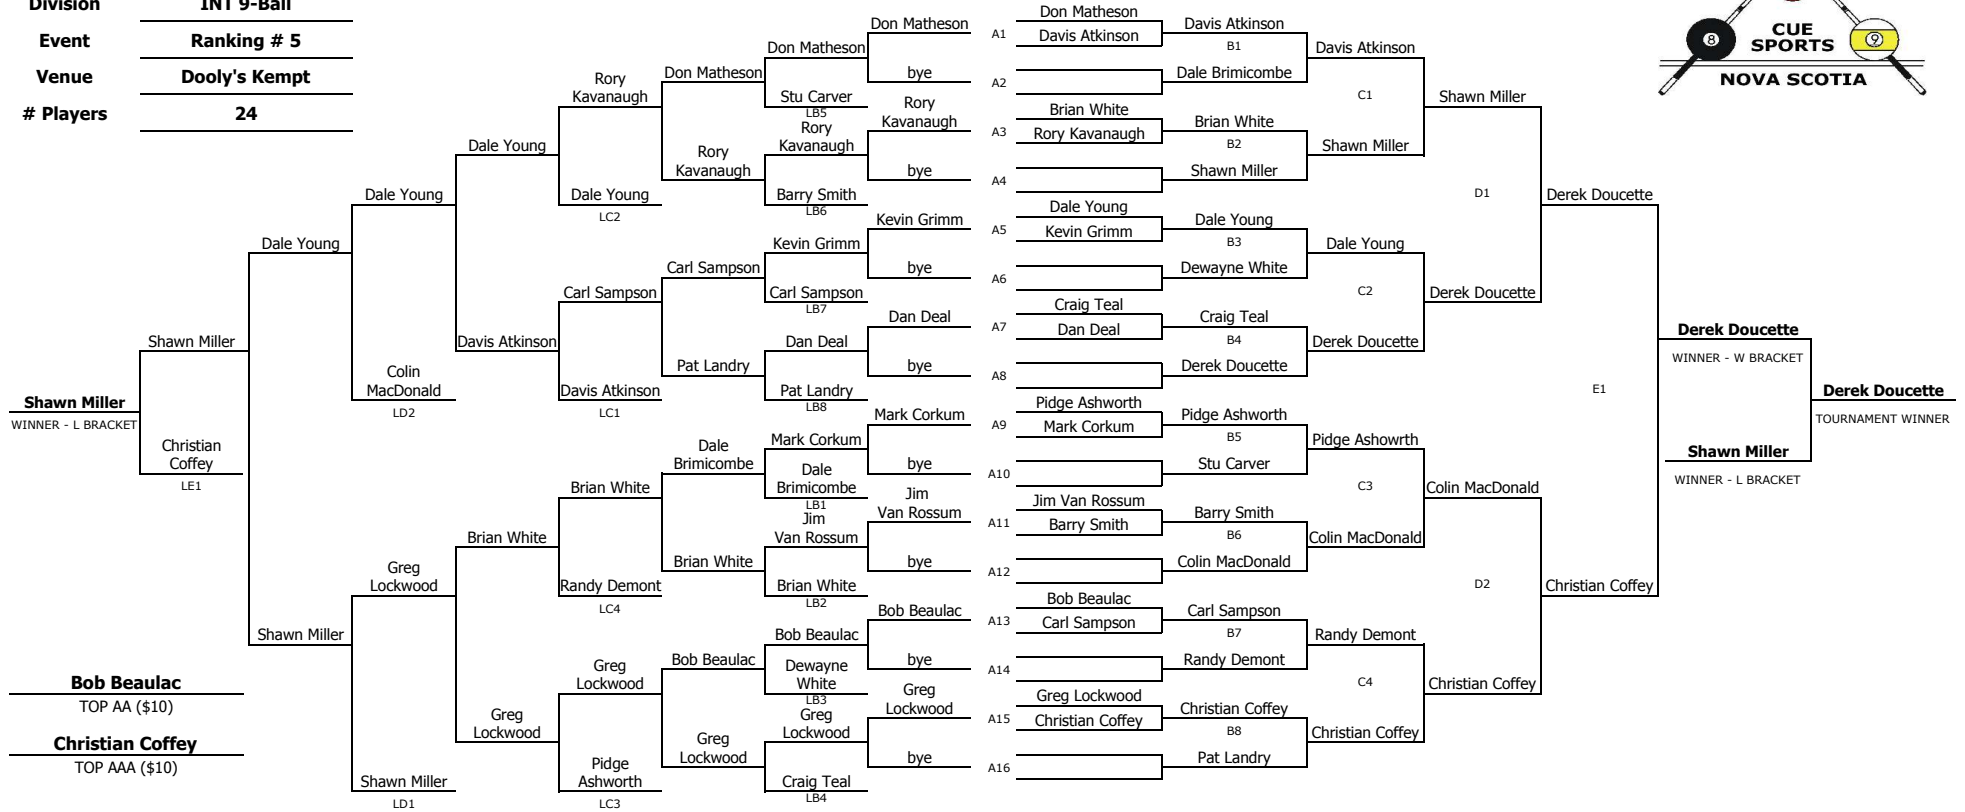 Division INT 9-Ball
Event Ranking # 5
Venue Dooly's Kempt
# Players 24
8
9
CUE
SPORTS
NOVA SCOTIA
Shawn Miller
WINNER - L BRACKET
Shawn Miller
Christian
Coffey
LE1
Dale Young
Shawn Miller
Dale Young
Colin
MacDonald
LD2
Greg
Lockwood
Shawn Miller
LD1
Dale Young
Davis Atkinson
Brian White
Greg
Lockwood
Rory
Kavanaugh
Dale Young
LC2
Carl Sampson
Davis Atkinson
LC1
Brian White
Randy Demont
LC4
Greg
Lockwood
Pidge
Ashworth
LC3
Don Matheson
Rory
Kavanaugh
Carl Sampson
Pat Landry
Dale
Brimicombe
Brian White
Bob Beaulac
Greg
Lockwood
Don Matheson
Stu Carver
LB5
Rory
Kavanaugh
Barry Smith
LB6
Kevin Grimm
Carl Sampson
LB7
Dan Deal
Pat Landry
LB8
Mark Corkum
Dale
Brimicombe
LB1
Jim
Van Rossum
Brian White
LB2
Bob Beaulac
Dewayne
White
LB3
Greg
Lockwood
Craig Teal
LB4
Don Matheson
bye
Rory
Kavanaugh
bye
Kevin Grimm
bye
Dan Deal
bye
Mark Corkum
bye
Jim
Van Rossum
bye
Bob Beaulac
bye
Greg
Lockwood
bye
A1
A2
A3
A4
A5
A6
A7
A8
A9
A10
A11
A12
A13
A14
A15
A16
Don Matheson
Davis Atkinson
Brian White
Rory Kavanaugh
Dale Young
Kevin Grimm
Craig Teal
Dan Deal
Pidge Ashworth
Mark Corkum
Jim Van Rossum
Barry Smith
Bob Beaulac
Carl Sampson
Greg Lockwood
Christian Coffey
Davis Atkinson
B1
Dale Brimicombe
Brian White
B2
Shawn Miller
Dale Young
B3
Dewayne White
Craig Teal
B4
Derek Doucette
Pidge Ashworth
B5
Stu Carver
Barry Smith
B6
Colin MacDonald
Carl Sampson
B7
Randy Demont
Christian Coffey
B8
Pat Landry
Davis Atkinson
C1
Shawn Miller
Dale Young
C2
Derek Doucette
Pidge Ashowrth
C3
Colin MacDonald
Randy Demont
C4
Christian Coffey
Shawn Miller
D1
Derek Doucette
Colin MacDonald
D2
Christian Coffey
Derek Doucette
E1
Christian Coffey
Derek Doucette
WINNER - W BRACKET
Shawn Miller
WINNER - L BRACKET
Derek Doucette
TOURNAMENT WINNER
Bob Beaulac
TOP AA ($10)
Christian Coffey
TOP AAA ($10)